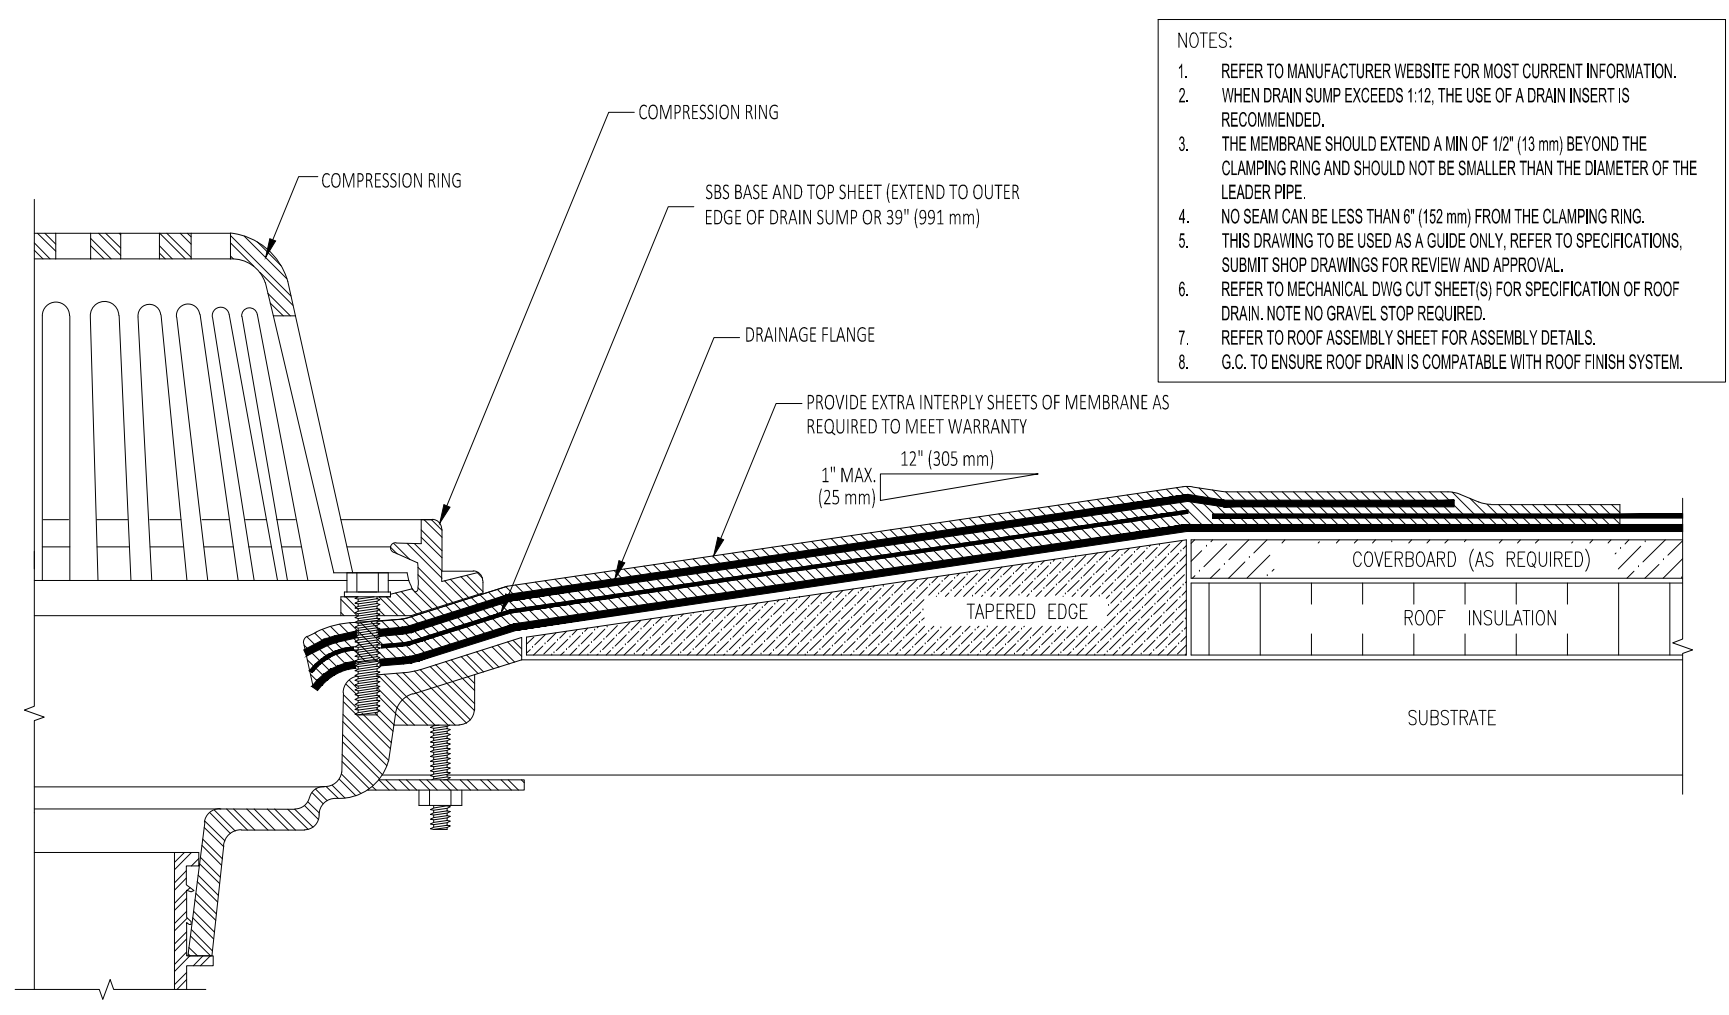 NOTES:
1. REFER TO MANUFACTURER WEBSITE FOR MOST CURRENT INFORMATION.
2. WHEN DRAIN SUMP EXCEEDS 1:12, THE USE OF A DRAIN INSERT IS
RECOMMENDED.
3. THE MEMBRANE SHOULD EXTEND A MIN OF 1/2" (13 mm) BEYOND THE
CLAMPING RING AND SHOULD NOT BE SMALLER THAN THE DIAMETER OF THE
LEADER PIPE.
4. NO SEAM CAN BE LESS THAN 6" (152 mm) FROM THE CLAMPING RING.
5. THIS DRAWING TO BE USED AS A GUIDE ONLY, REFER TO SPECIFICATIONS,
SUBMIT SHOP DRAWINGS FOR REVIEW AND APPROVAL.
6. REFER TO MECHANICAL DWG CUT SHEET(S) FOR SPECIFICATION OF ROOF
DRAIN. NOTE NO GRAVEL STOP REQUIRED.
7. REFER TO ROOF ASSEMBLY SHEET FOR ASSEMBLY DETAILS.
8. G.C. TO ENSURE ROOF DRAIN IS COMPATABLE WITH ROOF FINISH SYSTEM.
COMPRESSION RING
COMPRESSION RING
SBS BASE AND TOP SHEET (EXTEND TO OUTER
EDGE OF DRAIN SUMP OR 39" (991 mm)
DRAINAGE FLANGE
PROVIDE EXTRA INTERPLY SHEETS OF MEMBRANE AS
REQUIRED TO MEET WARRANTY
12" (305 mm)
1" MAX.
(25 mm)
COVERBOARD (AS REQUIRED)
TAPERED EDGE
ROOF INSULATION
SUBSTRATE